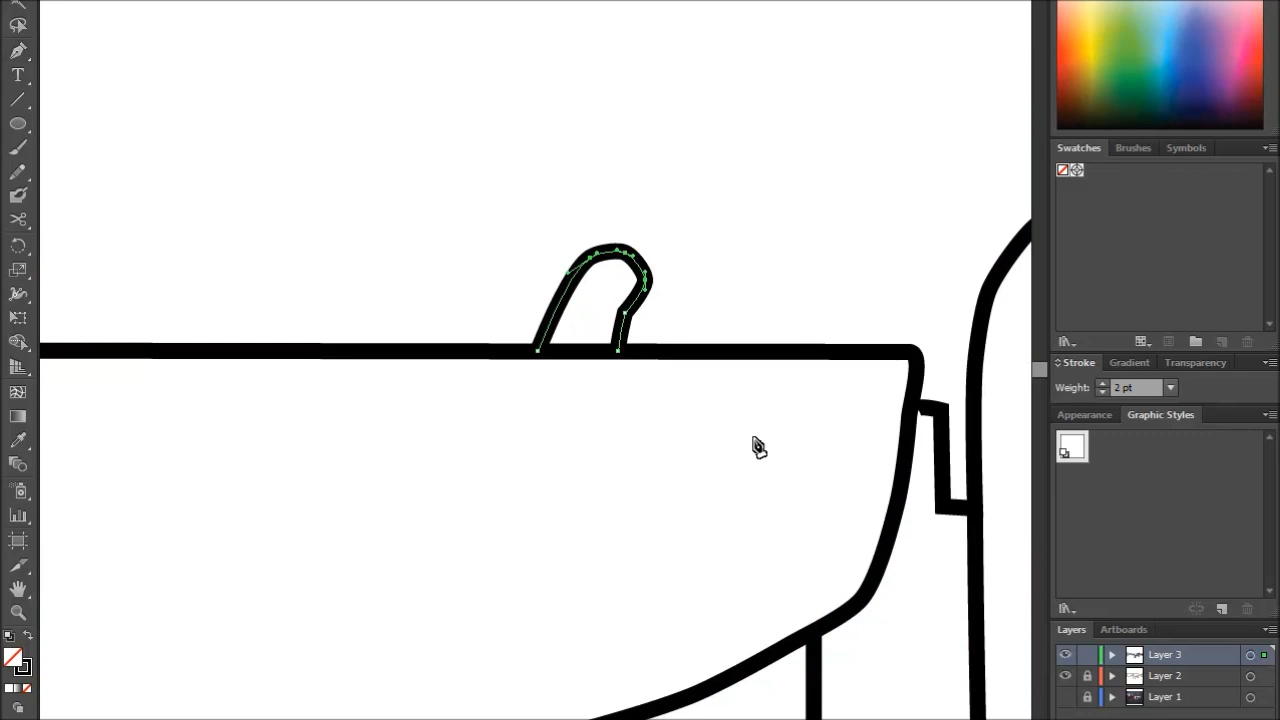 T
Swatches Brushes Symbols
Stroke Gradient Transparency
Weight: 2 pt
Appearance Graphic Styles
Layers Artboards
Layer 3
Layer 2
Layer 1